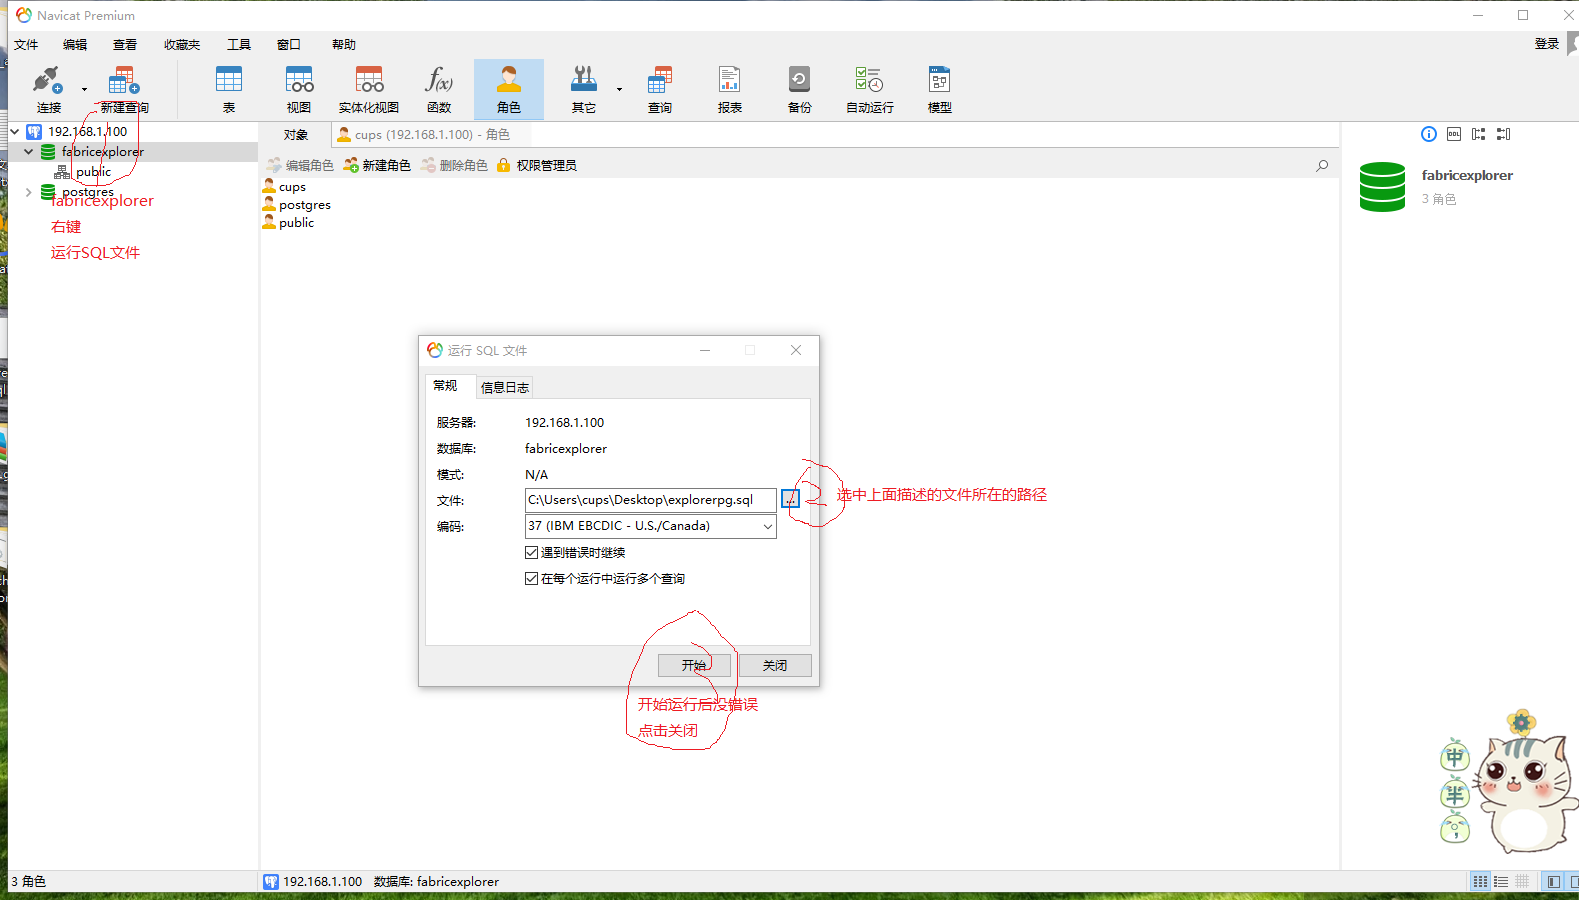 Navicat Premium
文件 编辑 查看 收藏夹 工具 窗口 帮助 登录
连接 新建查询 表 视图 实体化视图 函数 角色 其它 查询 报表 备份 自动运行 模型
192.168.1.100
fabricexplorer
public
postgres
fabricexplorer
右键
运行SQL文件
对象 cups (192.168.1.100) - 角色
编辑角色 新建角色 删除角色 权限管理员
cups
postgres
public
DDL
fabricexplorer
3 角色
运行 SQL 文件
常规 信息日志
服务器: 192.168.1.100
数据库: fabricexplorer
模式: N/A
文件: C:\Users\cups\Desktop\explorerpg.sql ...
选中上面描述的文件所在的路径
编码: 37 (IBM EBCDIC - U.S./Canada)
遇到错误时继续
在每个运行中运行多个查询
开始 关闭
开始运行后没错误
点击关闭
中
半
3 角色 192.168.1.100 数据库: fabricexplorer